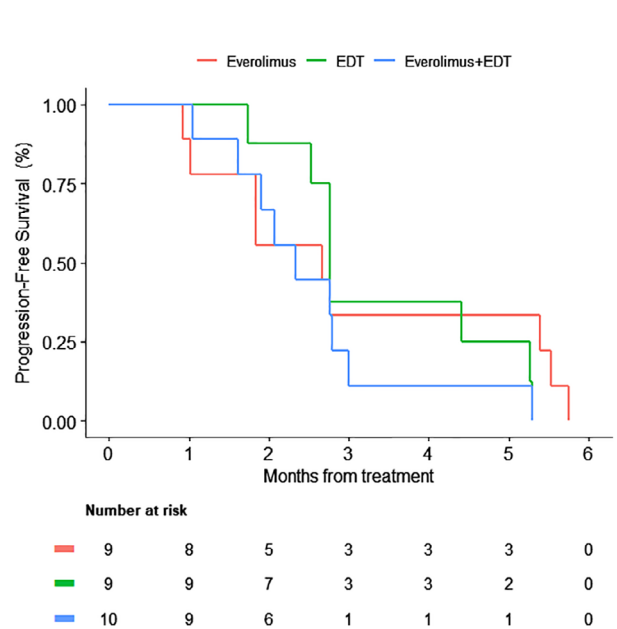 Everolimus EDT Everolimus+EDT
Progression-Free Survival (%)
1.00
0.75
0.50
0.25
0.00
0 1 2 3 4 5 6
Months from treatment
Number at risk
9 8 5 3 3 3 0
9 9 7 3 3 2 0
10 9 6 1 1 1 0